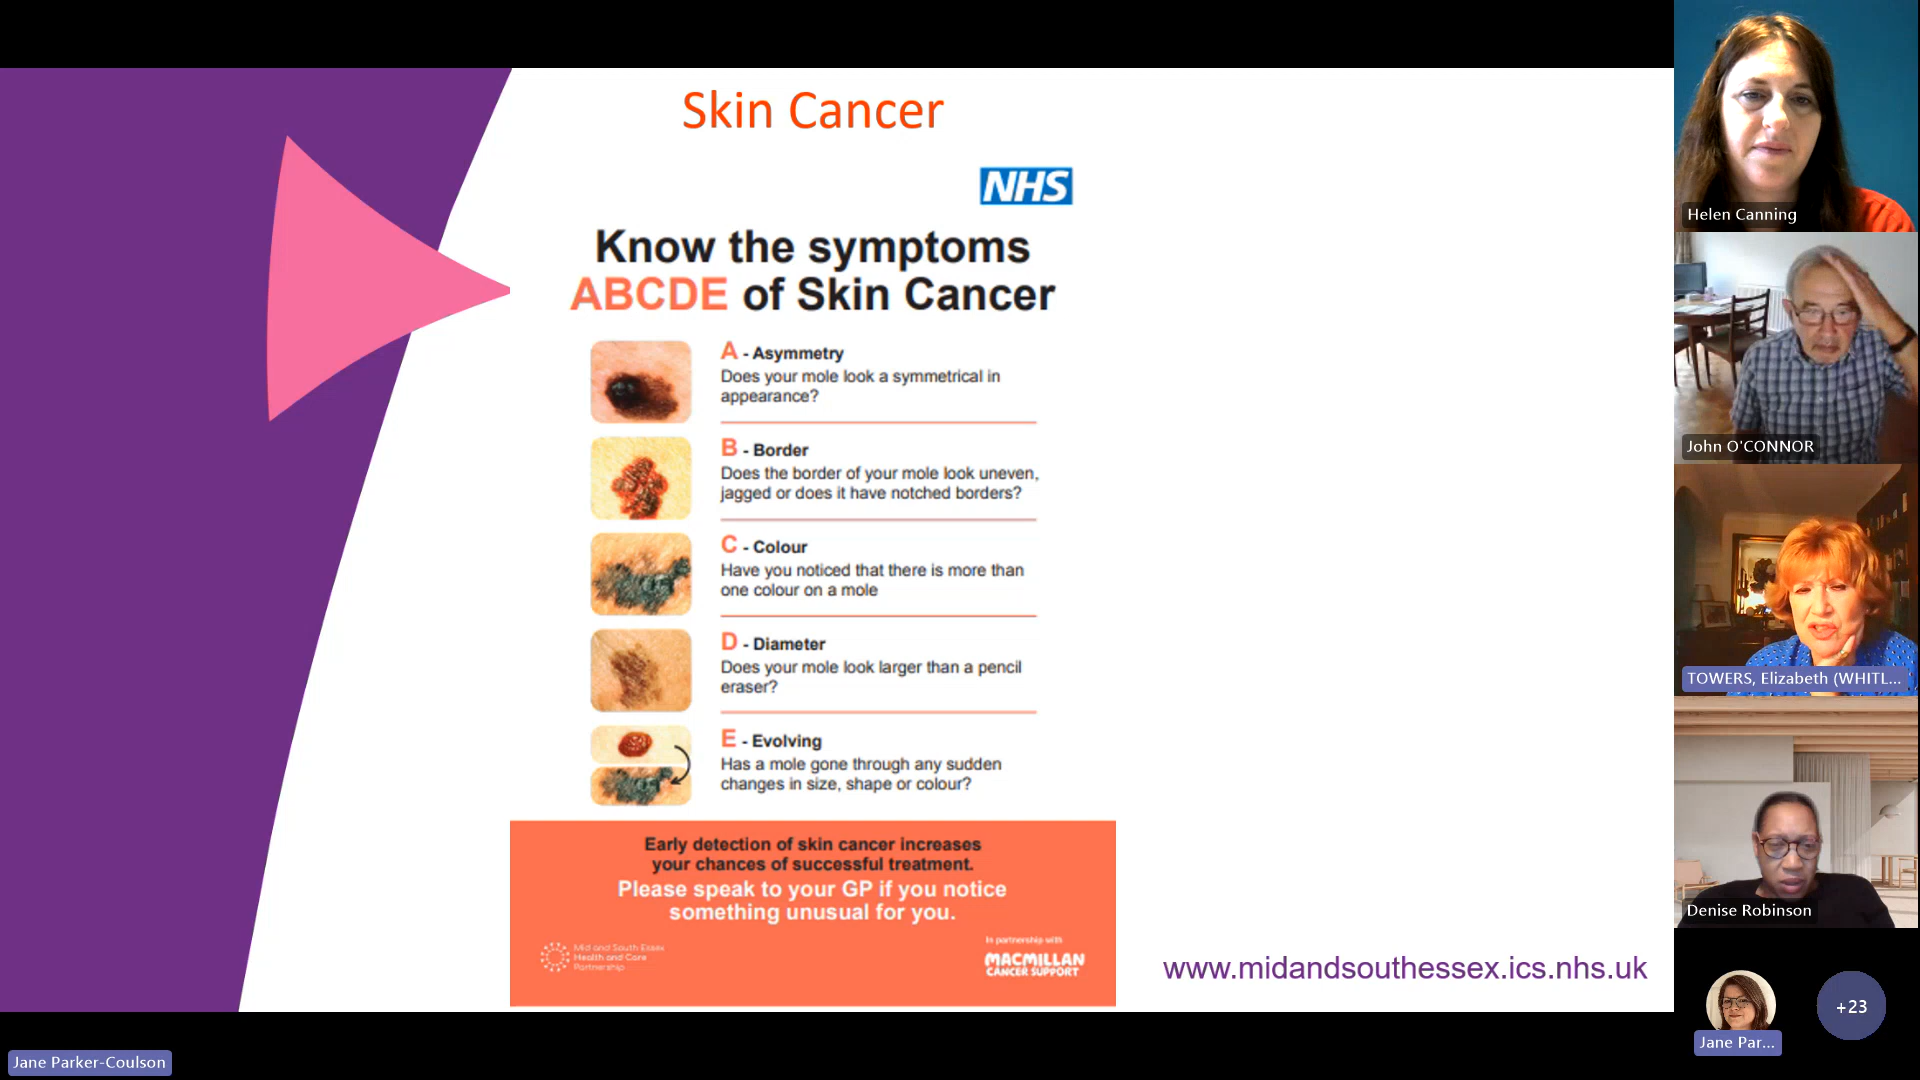 Skin Cancer
NHS
Know the symptoms
ABCDE of Skin Cancer
A - Asymmetry
Does your mole look a symmetrical in
appearance?
B - Border
Does the border of your mole look uneven,
jagged or does it have notched borders?
C - Colour
Have you noticed that there is more than
one colour on a mole
D - Diameter
Does your mole look larger than a pencil
eraser?
E - Evolving
Has a mole gone through any sudden
changes in size, shape or colour?
Early detection of skin cancer increases
your chances of successful treatment.
Please speak to your GP if you notice
something unusual for you.
Mid and South Essex
Health and Care
Partnership
In partnership with
MACMILLAN
CANCER SUPPORT
www.midandsouthessex.ics.nhs.uk
Helen Canning
John O'CONNOR
TOWERS, Elizabeth (WHITL...
Denise Robinson
Jane Par...
+23
Jane Parker-Coulson